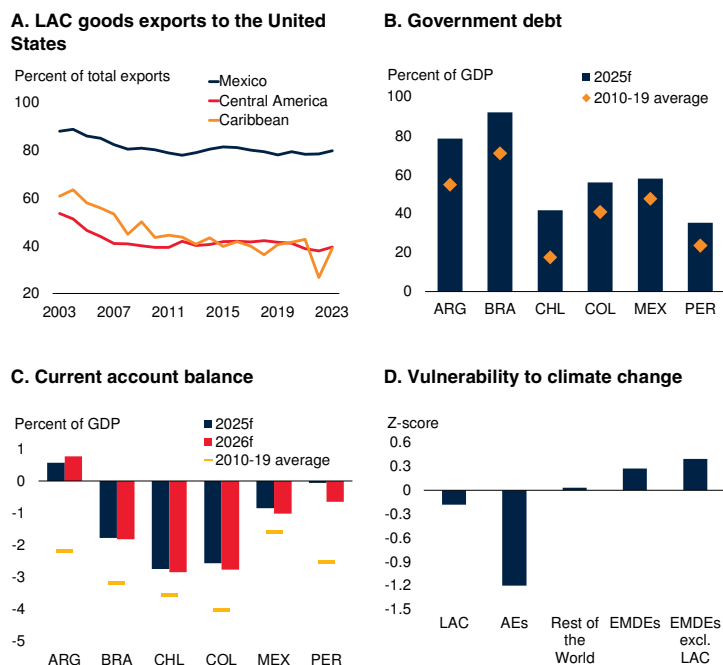 A. LAC goods exports to the United
States
Percent of total exports
Mexico
Central America
Caribbean
100
80
60
40
20
2003 2007 2011 2015 2019 2023
B. Government debt
Percent of GDP
2025f
2010-19 average
100
80
60
40
20
0
ARG BRA CHL COL MEX PER
C. Current account balance
Percent of GDP
2025f
2026f
2010-19 average
1
0
-1
-2
-3
-4
-5
ARG BRA CHL COL MEX PER
D. Vulnerability to climate change
Z-score
0.6
0.3
0
-0.3
-0.6
-0.9
-1.2
-1.5
LAC AEs Rest of EMDEs EMDEs
the excl.
World LAC